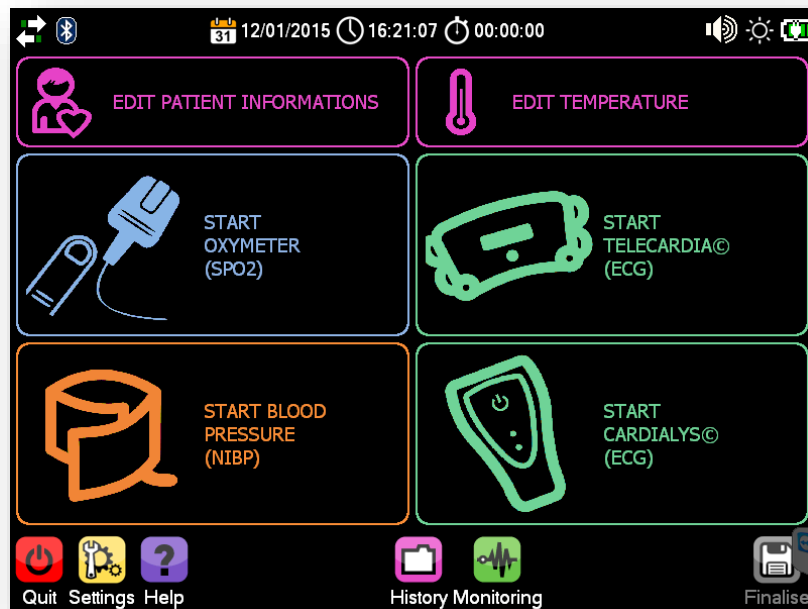 31 12/01/2015 16:21:07 00:00:00
EDIT PATIENT INFORMATIONS
EDIT TEMPERATURE
START
OXYMETER
(SPO2)
START
TELECARDIA©
(ECG)
START BLOOD
PRESSURE
(NIBP)
START
CARDIALYS©
(ECG)
Quit Settings Help History Monitoring Finalise